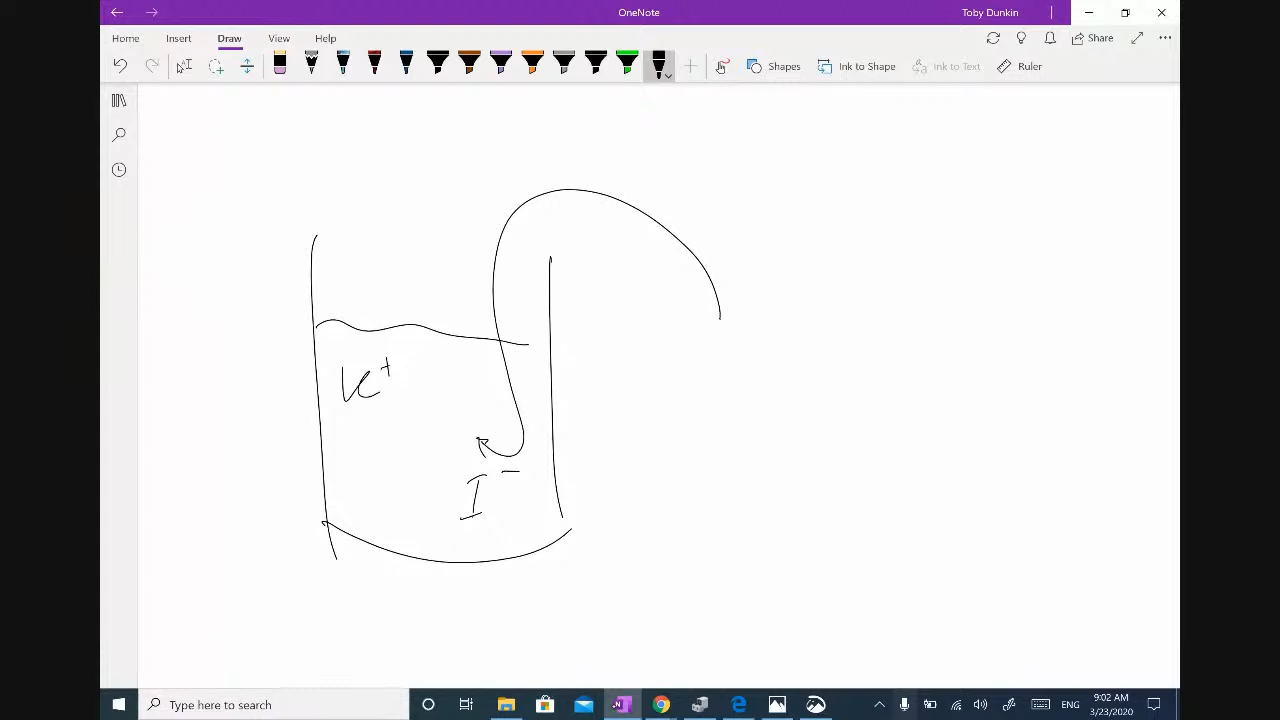 OneNote
Toby Dunkin
Home Insert Draw View Help
Share
Shapes
Ink to Shape
Ink to Text
Ruler
K+
I-
Type here to search
ENG
9:02 AM
3/23/2020